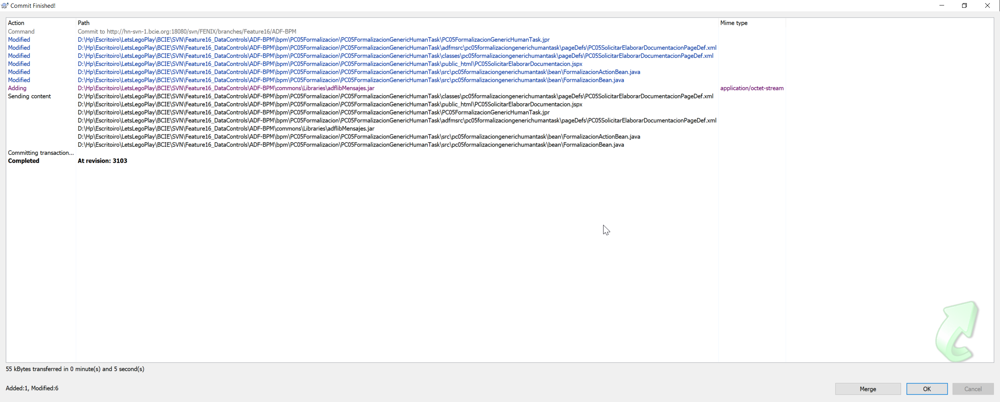 Commit Finished!
Action Path Mime type
Command Commit to http://hn-svn-1.bcie.org:18080/svn/FENIX/branches/Feature16/ADF-BPM
Modified D:\Hp\Escritoiro\LetsLegoPlay\BCIE\SVN\Feature16_DataControls\ADF-BPM\bpm\PC05Formalizacion\PC05FormalizacionGenericHumanTask\PC05FormalizacionGenericHumanTask.jpr
Modified D:\Hp\Escritoiro\LetsLegoPlay\BCIE\SVN\Feature16_DataControls\ADF-BPM\bpm\PC05Formalizacion\PC05FormalizacionGenericHumanTask\adfmsrc\pc05formalizaciongenerichumantask\pageDefs\PC05SolicitarElaborarDocumentacionPageDef.xml
Modified D:\Hp\Escritoiro\LetsLegoPlay\BCIE\SVN\Feature16_DataControls\ADF-BPM\bpm\PC05Formalizacion\PC05FormalizacionGenericHumanTask\classes\pc05formalizaciongenerichumantask\pageDefs\PC05SolicitarElaborarDocumentacionPageDef.xml
Modified D:\Hp\Escritoiro\LetsLegoPlay\BCIE\SVN\Feature16_DataControls\ADF-BPM\bpm\PC05Formalizacion\PC05FormalizacionGenericHumanTask\public_html\PC05SolicitarElaborarDocumentacion.jspx
Modified D:\Hp\Escritoiro\LetsLegoPlay\BCIE\SVN\Feature16_DataControls\ADF-BPM\bpm\PC05Formalizacion\PC05FormalizacionGenericHumanTask\src\pc05formalizaciongenerichumantask\bean\FormalizacionActionBean.java
Modified D:\Hp\Escritoiro\LetsLegoPlay\BCIE\SVN\Feature16_DataControls\ADF-BPM\bpm\PC05Formalizacion\PC05FormalizacionGenericHumanTask\src\pc05formalizaciongenerichumantask\bean\FormalizacionBean.java
Adding D:\Hp\Escritoiro\LetsLegoPlay\BCIE\SVN\Feature16_DataControls\ADF-BPM\commons\Libraries\adflibMensajes.jar application/octet-stream
Sending content D:\Hp\Escritoiro\LetsLegoPlay\BCIE\SVN\Feature16_DataControls\ADF-BPM\bpm\PC05Formalizacion\PC05FormalizacionGenericHumanTask\classes\pc05formalizaciongenerichumantask\pageDefs\PC05SolicitarElaborarDocumentacionPageDef.xml
D:\Hp\Escritoiro\LetsLegoPlay\BCIE\SVN\Feature16_DataControls\ADF-BPM\bpm\PC05Formalizacion\PC05FormalizacionGenericHumanTask\public_html\PC05SolicitarElaborarDocumentacion.jspx
D:\Hp\Escritoiro\LetsLegoPlay\BCIE\SVN\Feature16_DataControls\ADF-BPM\bpm\PC05Formalizacion\PC05FormalizacionGenericHumanTask\PC05FormalizacionGenericHumanTask.jpr
D:\Hp\Escritoiro\LetsLegoPlay\BCIE\SVN\Feature16_DataControls\ADF-BPM\bpm\PC05Formalizacion\PC05FormalizacionGenericHumanTask\adfmsrc\pc05formalizaciongenerichumantask\pageDefs\PC05SolicitarElaborarDocumentacionPageDef.xml
D:\Hp\Escritoiro\LetsLegoPlay\BCIE\SVN\Feature16_DataControls\ADF-BPM\commons\Libraries\adflibMensajes.jar
D:\Hp\Escritoiro\LetsLegoPlay\BCIE\SVN\Feature16_DataControls\ADF-BPM\bpm\PC05Formalizacion\PC05FormalizacionGenericHumanTask\src\pc05formalizaciongenerichumantask\bean\FormalizacionActionBean.java
D:\Hp\Escritoiro\LetsLegoPlay\BCIE\SVN\Feature16_DataControls\ADF-BPM\bpm\PC05Formalizacion\PC05FormalizacionGenericHumanTask\src\pc05formalizaciongenerichumantask\bean\FormalizacionBean.java
Committing transaction...
Completed At revision: 3103
55 kBytes transferred in 0 minute(s) and 5 second(s)
Added:1, Modified:6
Merge OK Cancel